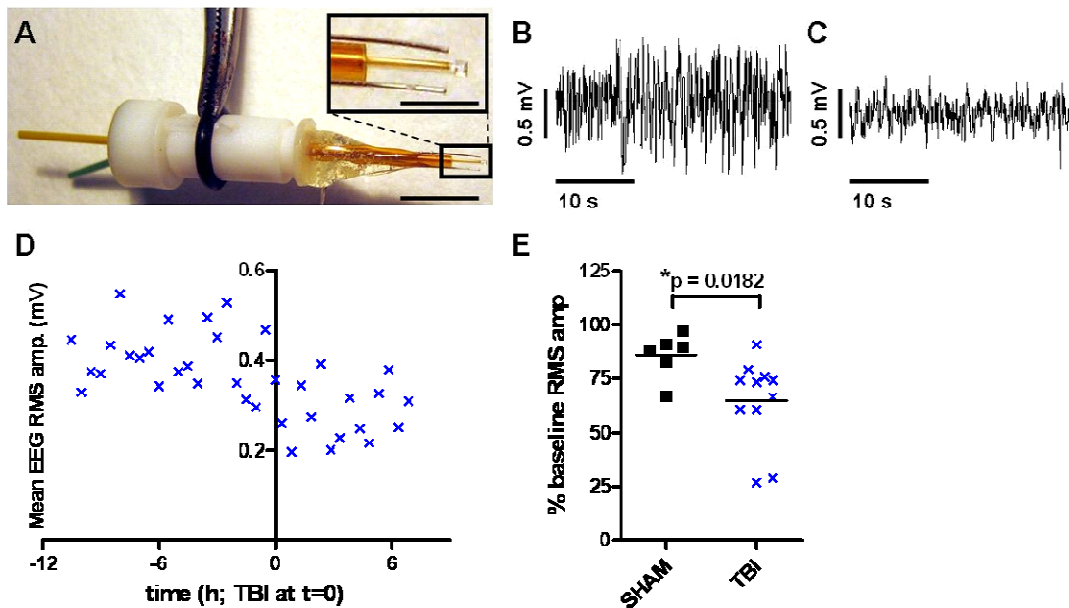 A
B
C
0.5 mV
10 s
0.5 mV
10 s
D
Mean EEG RMS amp. (mV)
0.6
0.4
0.2
-12
-6
0
6
time (h; TBI at t=0)
E
% baseline RMS amp
125
100
75
50
25
0
*p = 0.0182
SHAM
TBI